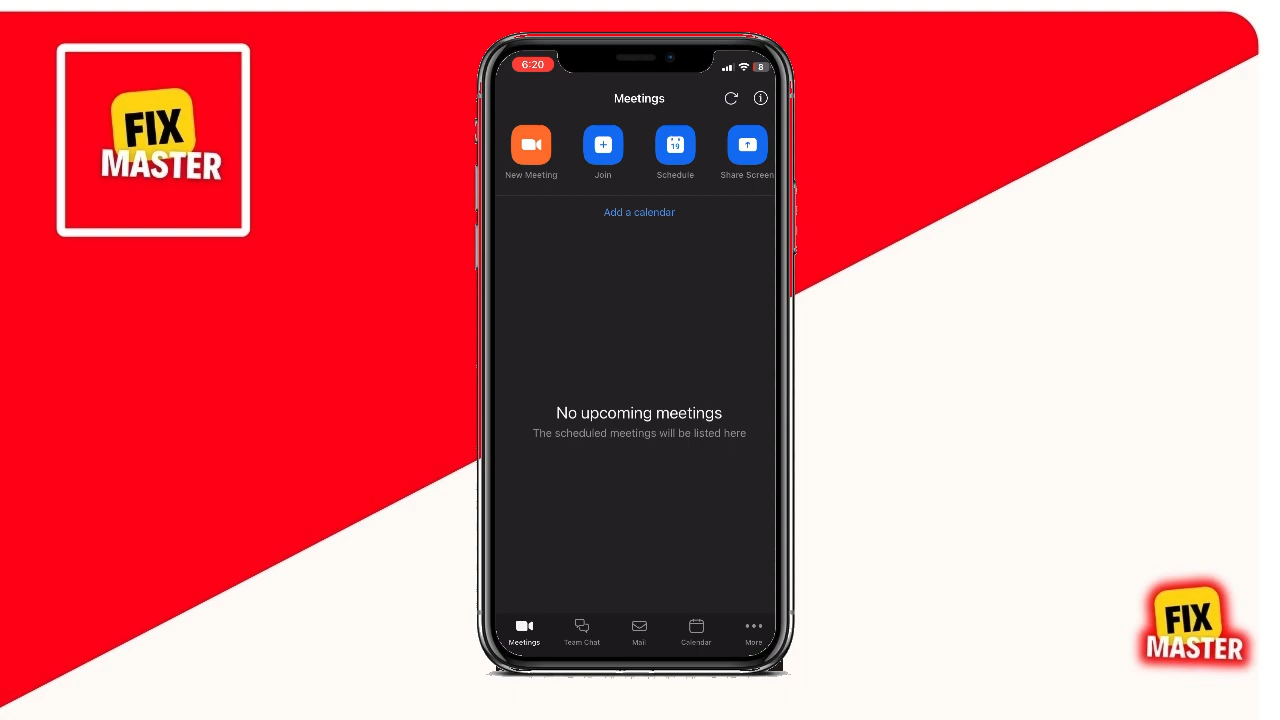 FIX
MASTER
6:20
8
Meetings
19
New Meeting
Join
Schedule
Share Screen
Add a calendar
No upcoming meetings
The scheduled meetings will be listed here
Meetings
Team Chat
Mail
Calendar
More
FIX
MASTER